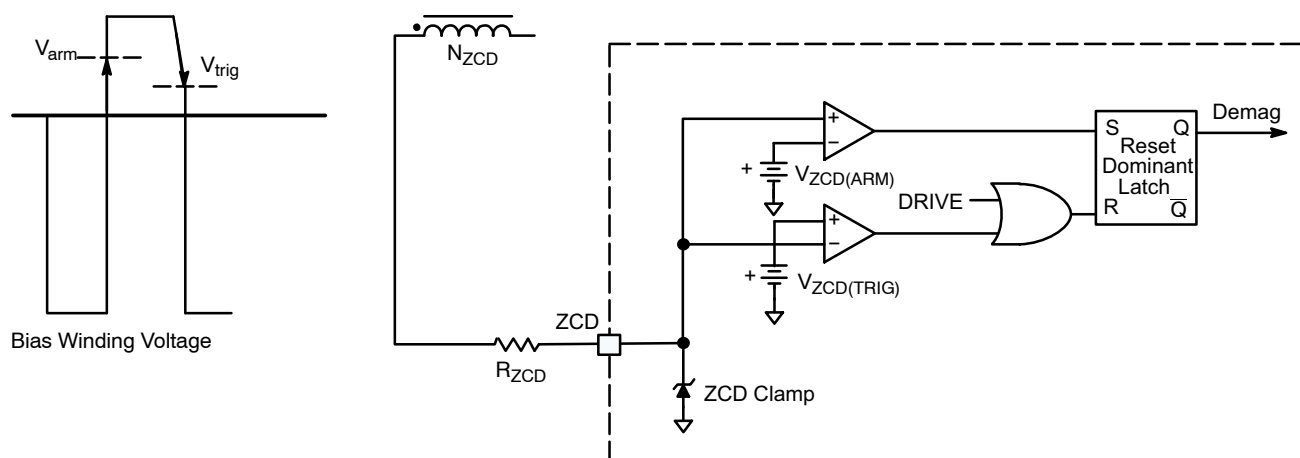 Varm
Vtrig
Bias Winding Voltage
NZCD
RZCD
ZCD
ZCD Clamp
+
−
+
VZCD(ARM)
+
−
+
VZCD(TRIG)
DRIVE
S Q
Reset
Dominant
Latch
R Q̅
Demag